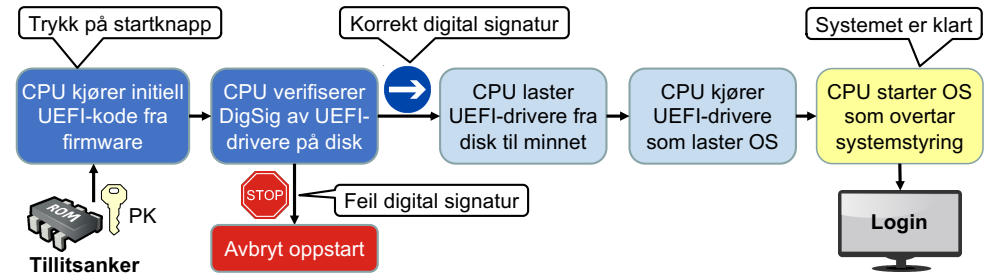 Trykk på startknapp
Korrekt digital signatur
Systemet er klart
CPU kjører initiell
UEFI-kode fra
firmware
CPU verifiserer
DigSig av UEFI-
drivere på disk
CPU laster
UEFI-drivere fra
disk til minnet
CPU kjører
UEFI-drivere
som laster OS
CPU starter OS
som overtar
systemstyring
ROM
PK
Tillitsanker
STOP
Feil digital signatur
Avbryt oppstart
Login